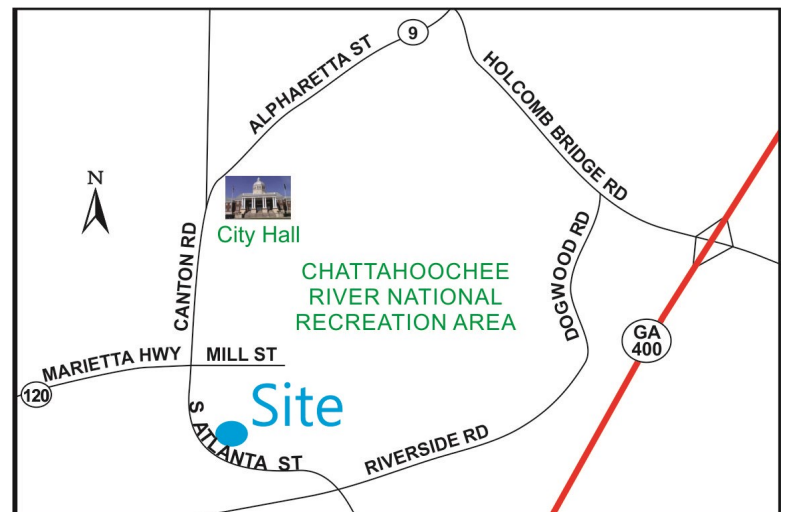 9
ALPHARETTA ST
HOLCOMB BRIDGE RD
N
City Hall
CANTON RD
DOGWOOD RD
CHATTAHOOCHEE
RIVER NATIONAL
RECREATION AREA
GA
400
MARIETTA HWY
MILL ST
120
Site
S ATLANTA ST
RIVERSIDE RD